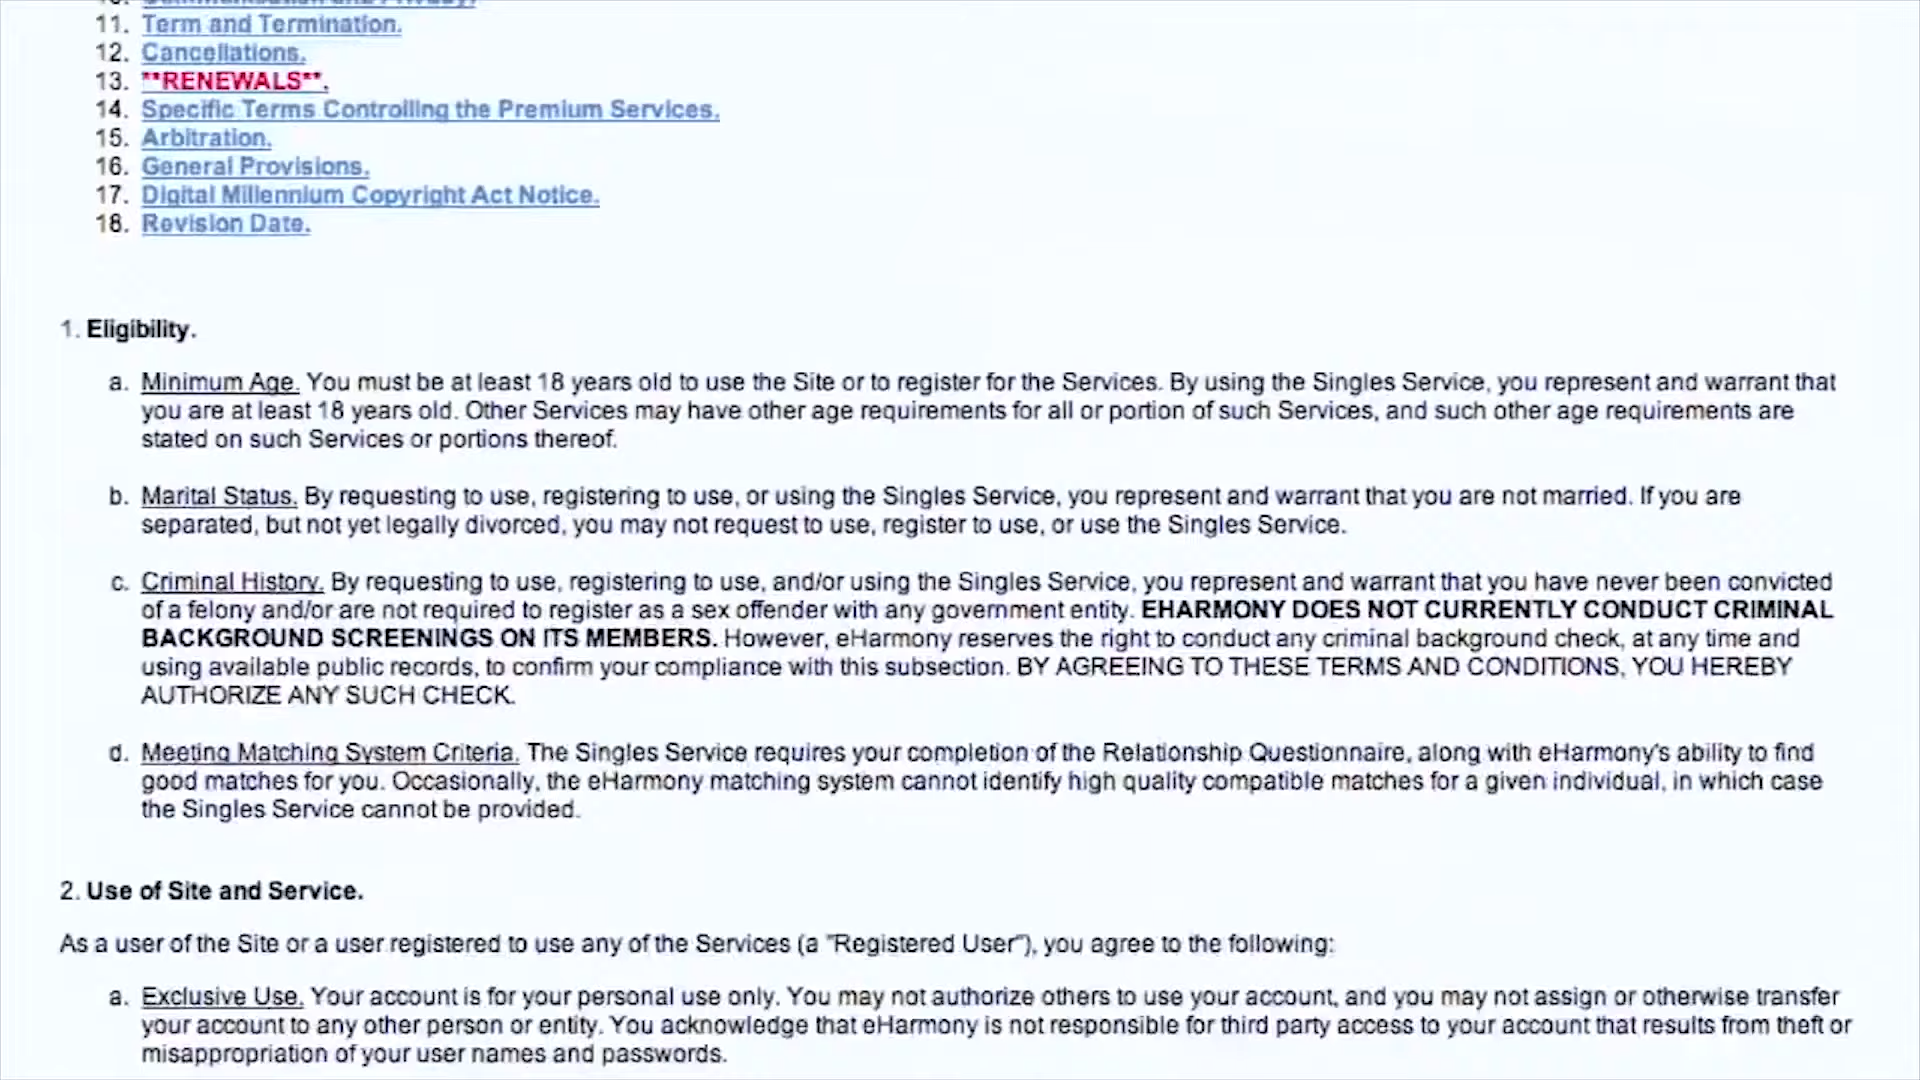 11. Term and Termination.
12. Cancellations.
13. **RENEWALS**.
14. Specific Terms Controlling the Premium Services.
15. Arbitration.
16. General Provisions.
17. Digital Millennium Copyright Act Notice.
18. Revision Date.
1. Eligibility.
a. Minimum Age. You must be at least 18 years old to use the Site or to register for the Services. By using the Singles Service, you represent and warrant that
you are at least 18 years old. Other Services may have other age requirements for all or portion of such Services, and such other age requirements are
stated on such Services or portions thereof.
b. Marital Status. By requesting to use, registering to use, or using the Singles Service, you represent and warrant that you are not married. If you are
separated, but not yet legally divorced, you may not request to use, register to use, or use the Singles Service.
c. Criminal History. By requesting to use, registering to use, and/or using the Singles Service, you represent and warrant that you have never been convicted
of a felony and/or are not required to register as a sex offender with any government entity. EHARMONY DOES NOT CURRENTLY CONDUCT CRIMINAL
BACKGROUND SCREENINGS ON ITS MEMBERS. However, eHarmony reserves the right to conduct any criminal background check, at any time and
using available public records, to confirm your compliance with this subsection. BY AGREEING TO THESE TERMS AND CONDITIONS, YOU HEREBY
AUTHORIZE ANY SUCH CHECK.
d. Meeting Matching System Criteria. The Singles Service requires your completion of the Relationship Questionnaire, along with eHarmony's ability to find
good matches for you. Occasionally, the eHarmony matching system cannot identify high quality compatible matches for a given individual, in which case
the Singles Service cannot be provided.
2. Use of Site and Service.
As a user of the Site or a user registered to use any of the Services (a "Registered User"), you agree to the following:
a. Exclusive Use. Your account is for your personal use only. You may not authorize others to use your account, and you may not assign or otherwise transfer
your account to any other person or entity. You acknowledge that eHarmony is not responsible for third party access to your account that results from theft or
misappropriation of your user names and passwords.